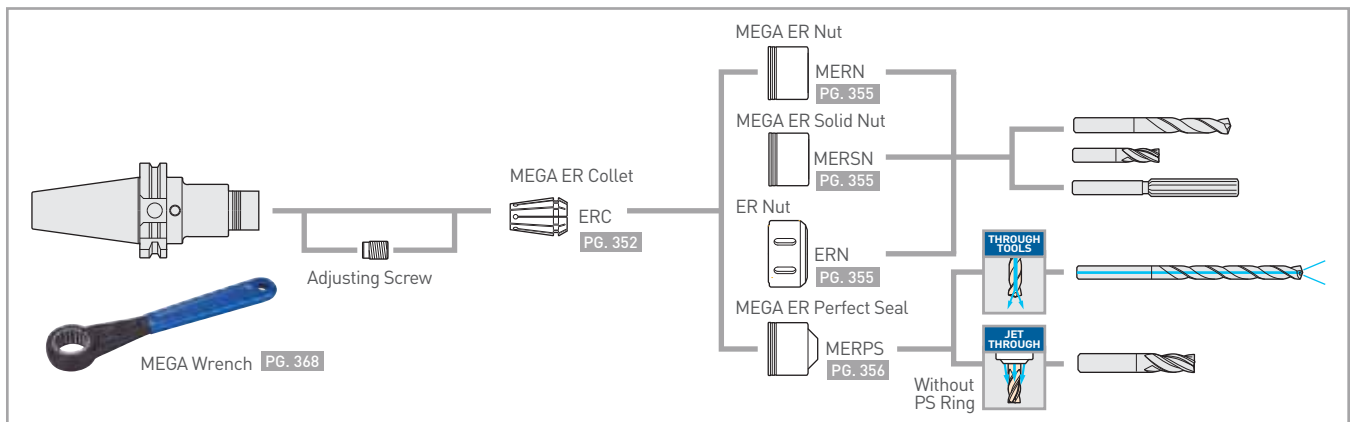 MEGA ER Nut
MERN
PG. 355
MEGA ER Solid Nut
MERSN
PG. 355
MEGA ER Collet
ERC
PG. 352
ER Nut
ERN
PG. 355
Adjusting Screw
THROUGH
TOOLS
MEGA ER Perfect Seal
MERPS
PG. 356
JET
THROUGH
Without
PS Ring
MEGA Wrench PG. 368